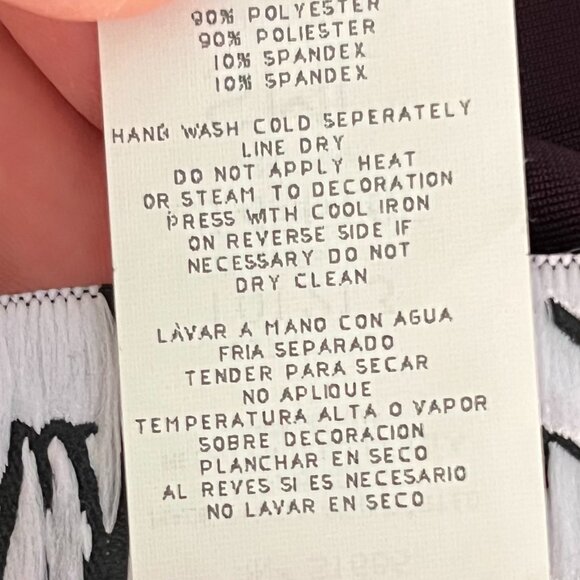 90% POLYESTER
90% POLIESTER
10% SPANDEX
10% SPANDEX
HAND WASH COLD SEPERATELY
LINE DRY
DO NOT APPLY HEAT
OR STEAM TO DECORATION
PRESS WITH COOL IRON
ON REVERSE SIDE IF
NECESSARY DO NOT
DRY CLEAN
LAVAR A MANO CON AGUA
FRIA SEPARADO
TENDER PARA SECAR
NO APLIQUE
TEMPERATURA ALTA O VAPOR
SOBRE DECORACION
PLANCHAR EN SECO
AL REVES SI ES NECESARIO
NO LAVAR EN SECO